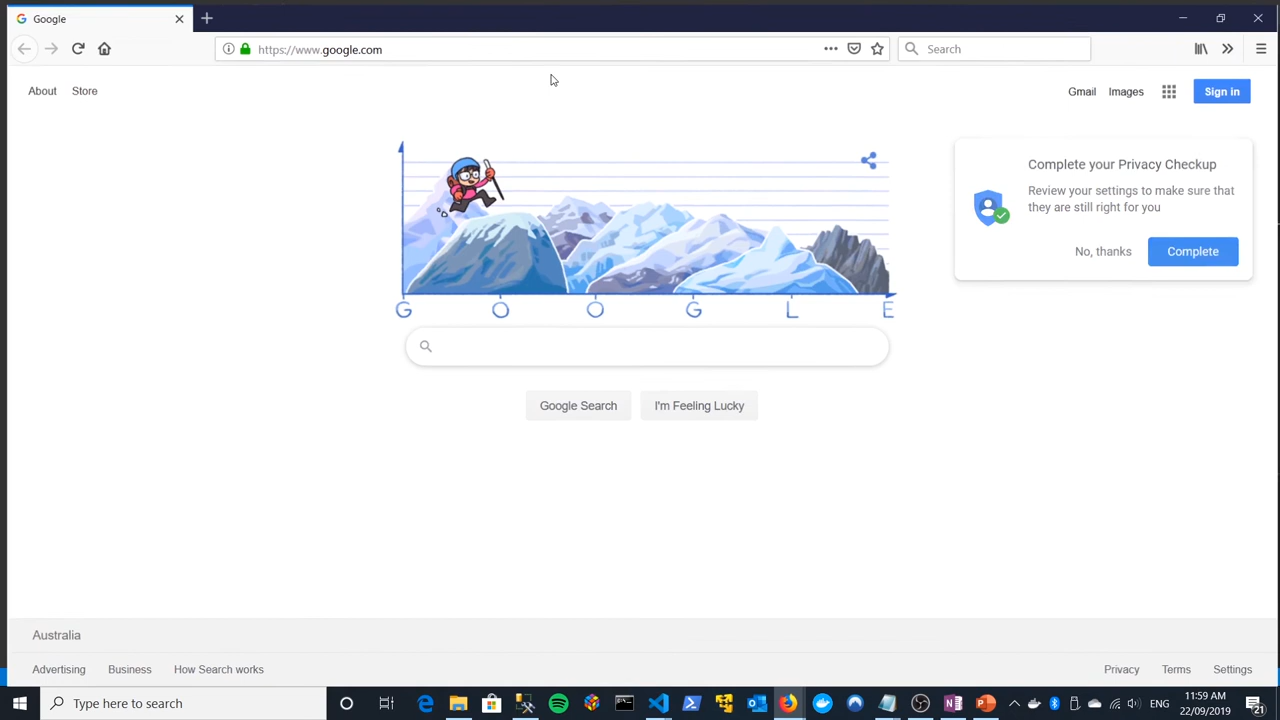 Google
https://www.google.com
Search
About
Store
Gmail
Images
Sign in
Complete your Privacy Checkup
Review your settings to make sure that
they are still right for you
No, thanks
Complete
G O O G L E
Google Search
I'm Feeling Lucky
Australia
Advertising
Business
How Search works
Privacy
Terms
Settings
Type here to search
ENG
11:59 AM
22/09/2019
21